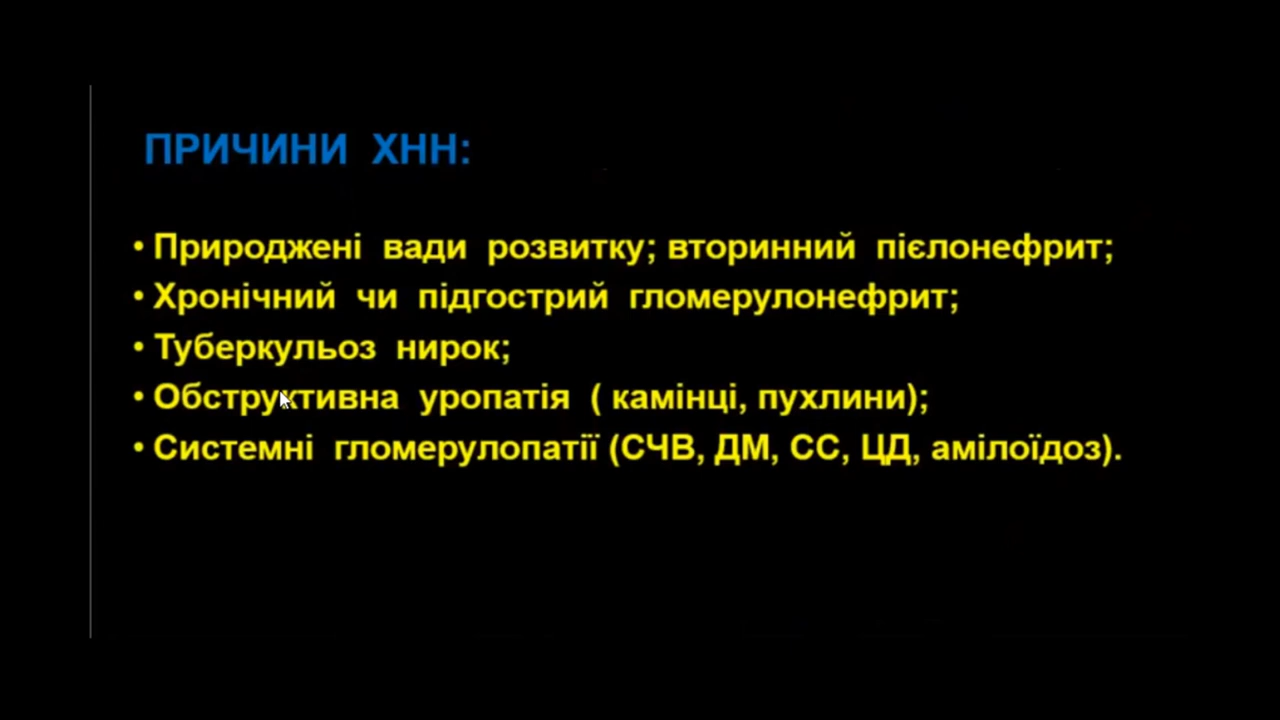 ПРИЧИНИ ХНН:
• Природжені вади розвитку; вторинний пієлонефрит;
• Хронічний чи підгострий гломерулонефрит;
• Туберкульоз нирок;
• Обструктивна уропатія ( камінці, пухлини);
• Системні гломерулопатії (СЧВ, ДМ, СС, ЦД, амілоїдоз).